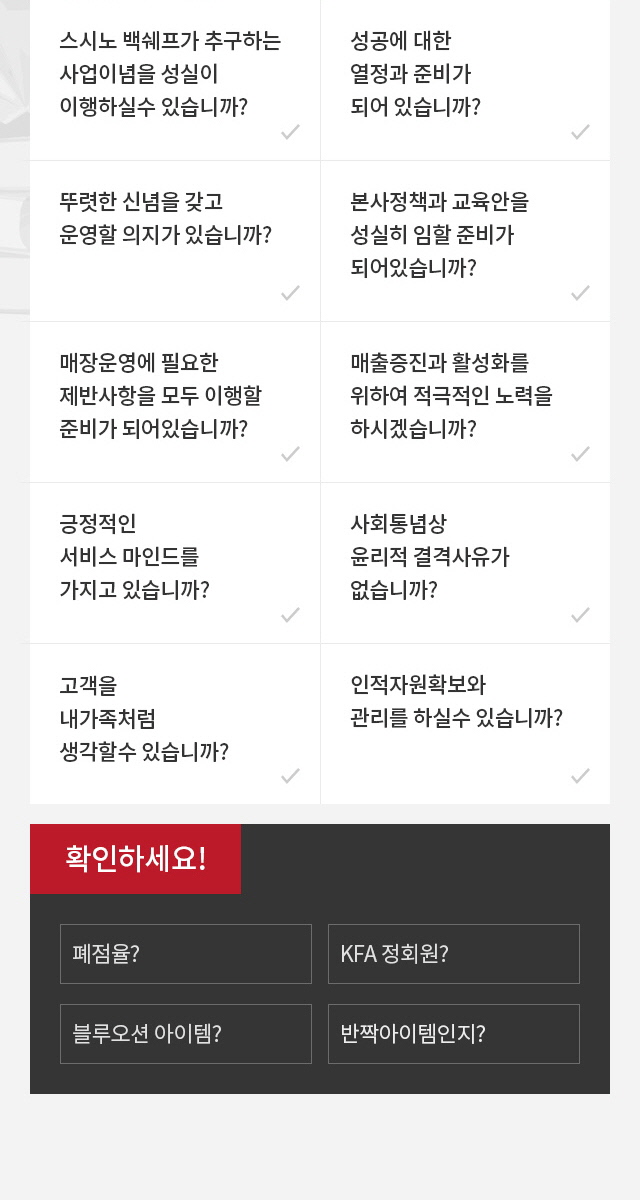 스시노 백쉐프가 추구하는
사업이념을 성실이
이행하실수 있습니까?
성공에 대한
열정과 준비가
되어 있습니까?
뚜렷한 신념을 갖고
운영할 의지가 있습니까?
본사정책과 교육안을
성실히 임할 준비가
되어있습니까?
매장운영에 필요한
제반사항을 모두 이행할
준비가 되어있습니까?
매출증진과 활성화를
위하여 적극적인 노력을
하시겠습니까?
긍정적인
서비스 마인드를
가지고 있습니까?
사회통념상
윤리적 결격사유가
없습니까?
고객을
내가족처럼
생각할수 있습니까?
인적자원확보와
관리를 하실수 있습니까?
확인하세요!
폐점율?
KFA 정회원?
블루오션 아이템?
반짝아이템인지?